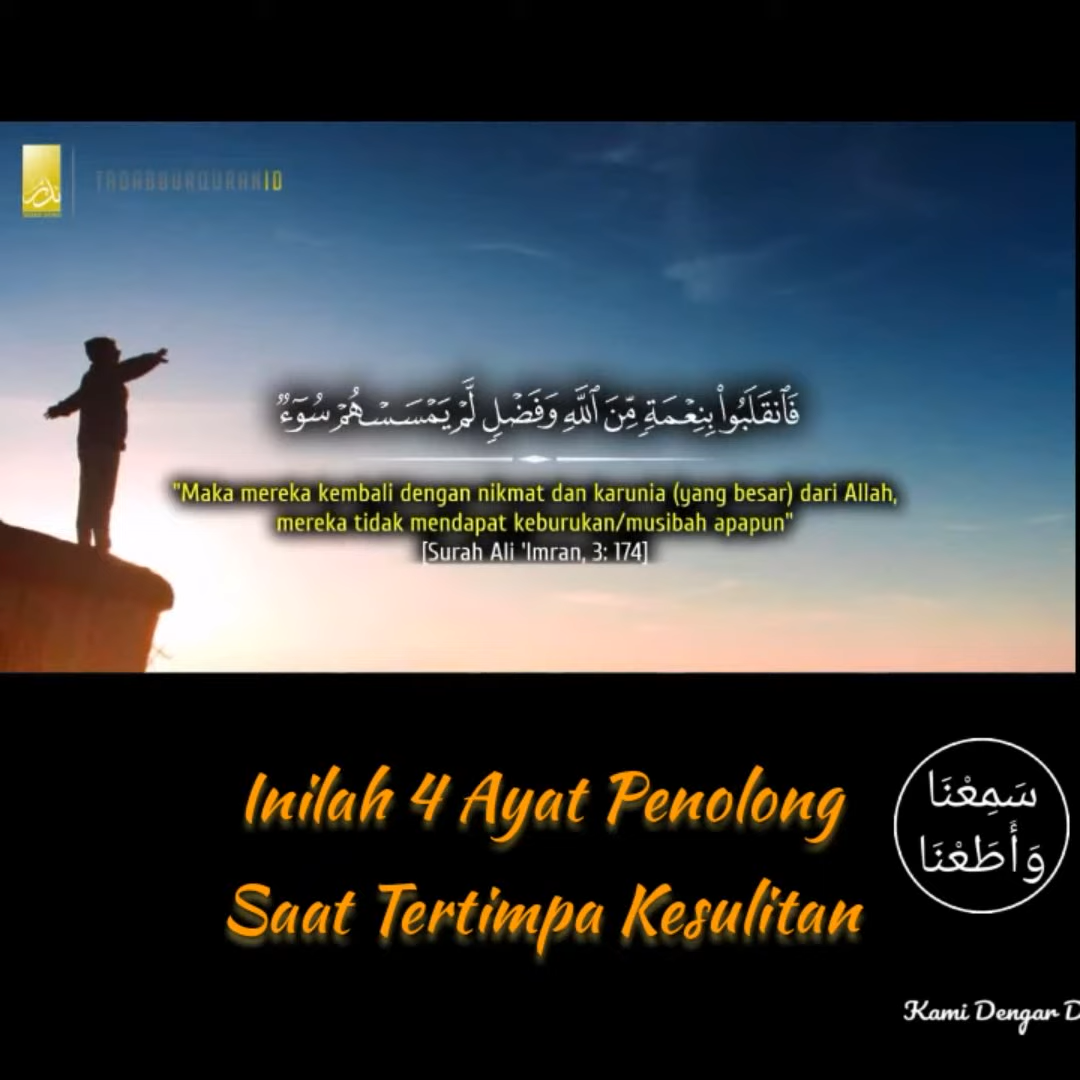 TADABBURQURANID
فَٱنقَلَبُوا۟ بِنِعْمَةٍ مِّنَ ٱللَّهِ وَفَضْلٍ لَّمْ يَمْسَسْهُمْ سُوٓءٌ
"Maka mereka kembali dengan nikmat dan karunia (yang besar) dari Allah,
mereka tidak mendapat keburukan/musibah apapun"
[Surah Ali 'Imran, 3: 174]
Inilah 4 Ayat Penolong
Saat Tertimpa Kesulitan
سَمِعْنَا
وَأَطَعْنَا
Kami Dengar D